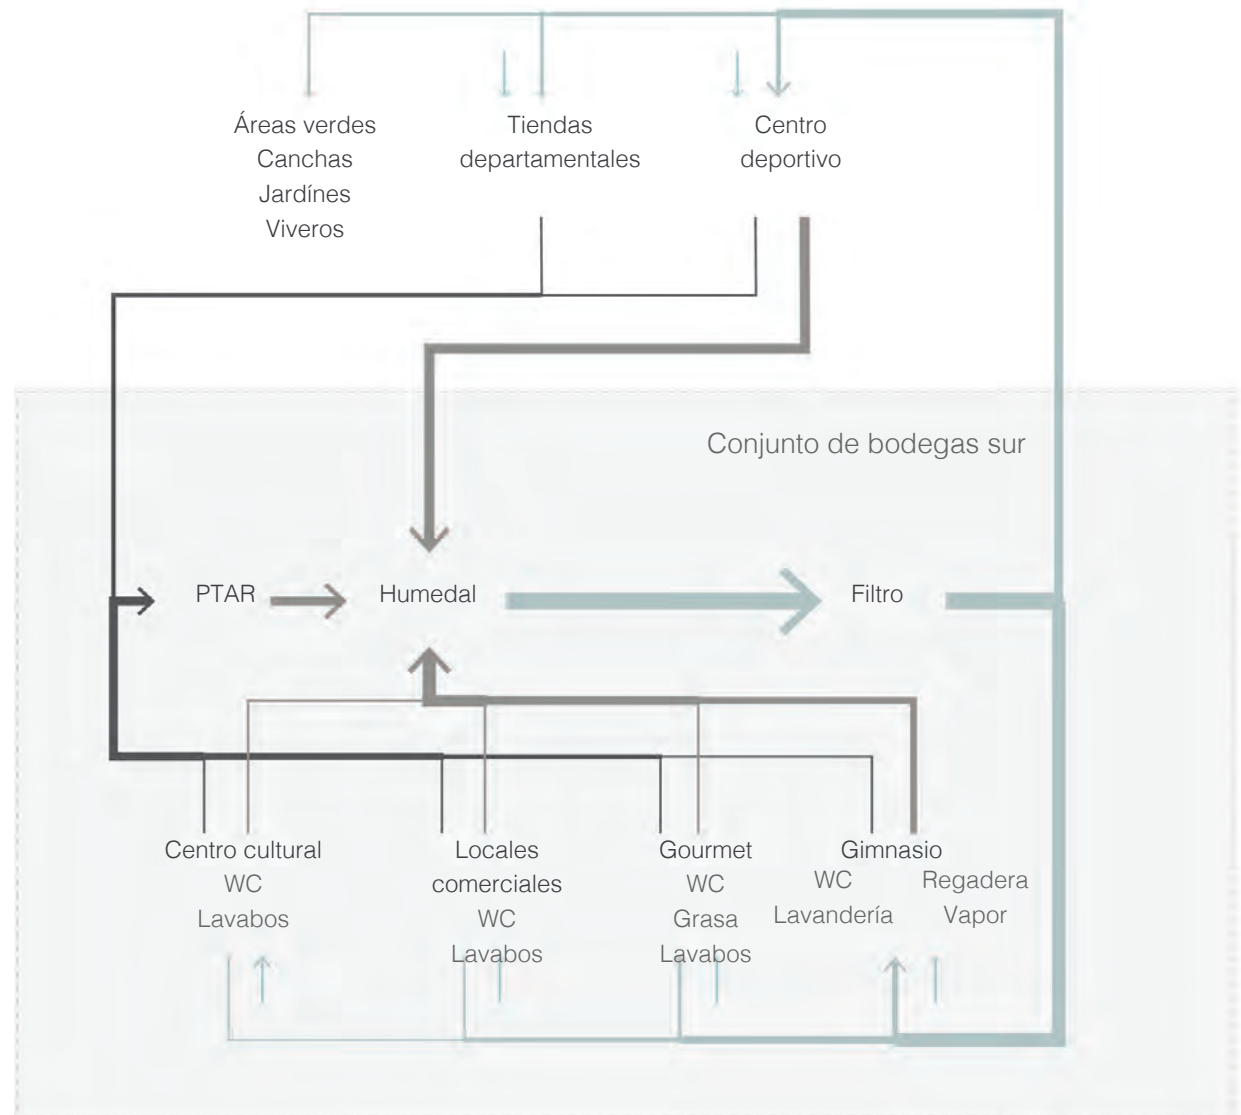 Áreas verdes
Canchas
Jardínes
Viveros
Tiendas
departamentales
Centro
deportivo
Conjunto de bodegas sur
PTAR
Humedal
Filtro
Centro cultural
WC
Lavabos
Locales
comerciales
WC
Lavabos
Gourmet
WC
Grasa
Lavabos
Gimnasio
WC
Lavandería
Regadera
Vapor